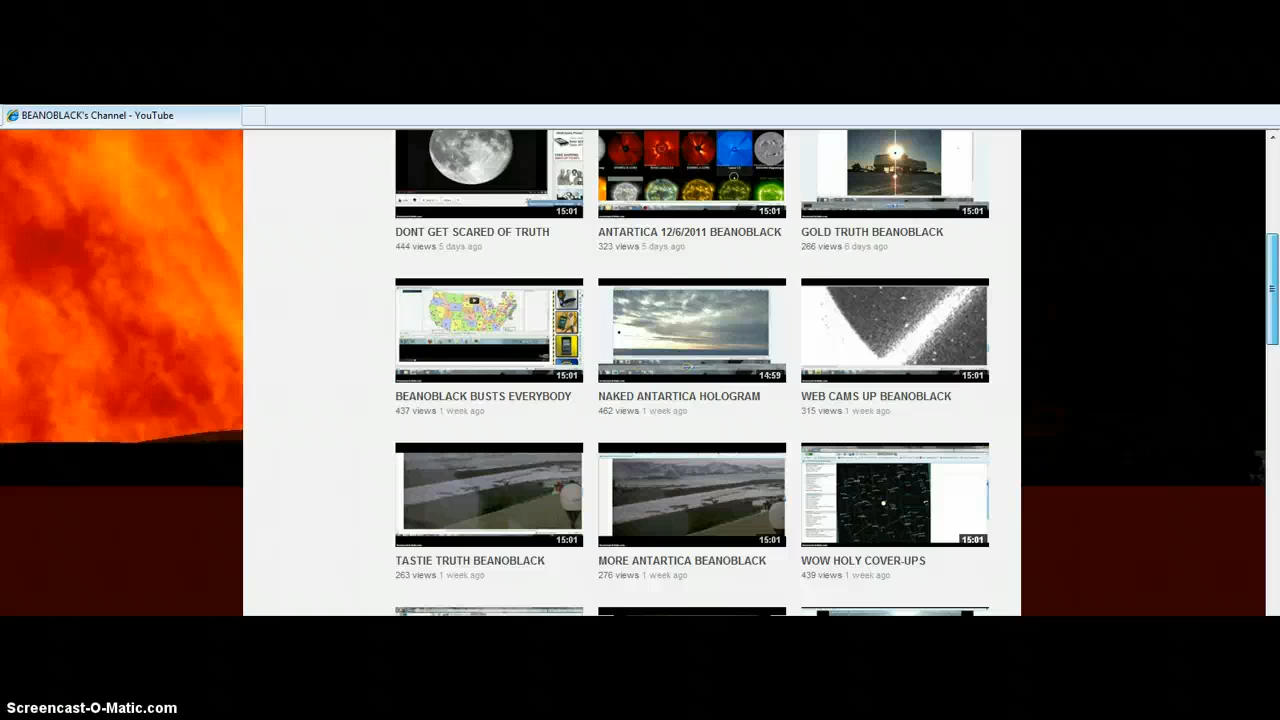 BEANOBLACK's Channel - YouTube
15:01
15:01
15:01
DONT GET SCARED OF TRUTH
444 views 5 days ago
ANTARTICA 12/6/2011 BEANOBLACK
323 views 5 days ago
GOLD TRUTH BEANOBLACK
266 views 6 days ago
15:01
14:59
15:01
BEANOBLACK BUSTS EVERYBODY
437 views 1 week ago
NAKED ANTARTICA HOLOGRAM
462 views 1 week ago
WEB CAMS UP BEANOBLACK
315 views 1 week ago
15:01
15:01
15:01
TASTIE TRUTH BEANOBLACK
263 views 1 week ago
MORE ANTARTICA BEANOBLACK
276 views 1 week ago
WOW HOLY COVER-UPS
439 views 1 week ago
Screencast-O-Matic.com